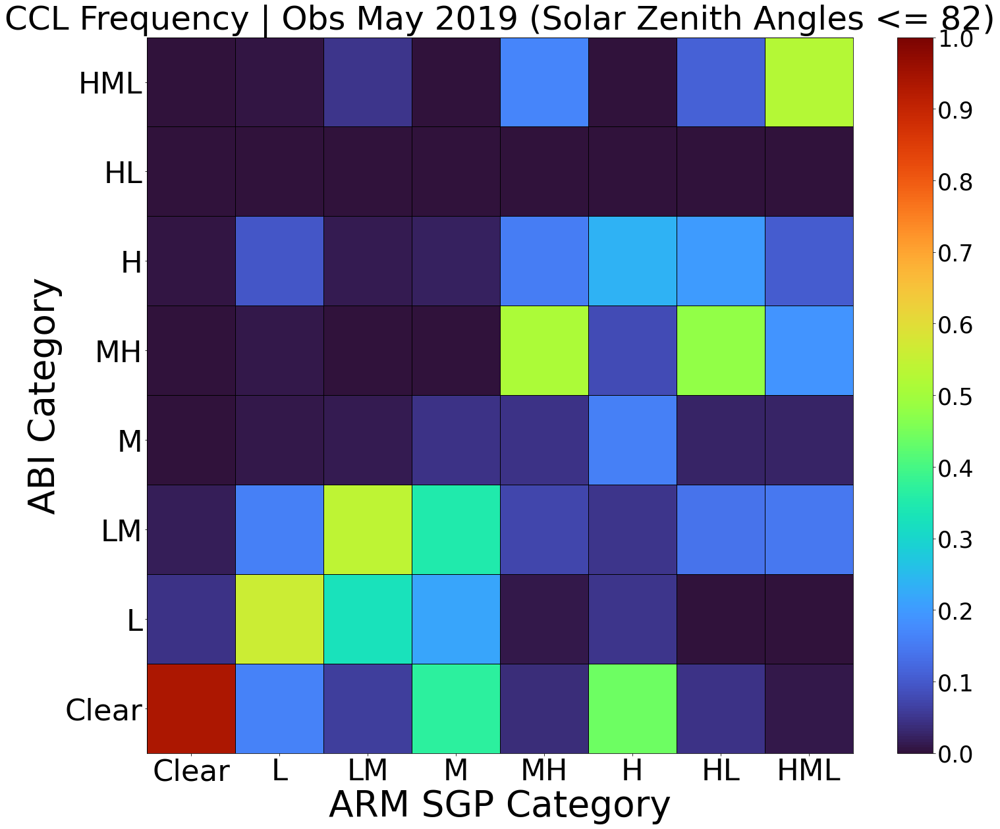 CCL Frequency | Obs May 2019 (Solar Zenith Angles <= 82)
HML
HL
H
MH
M
LM
L
Clear
ABI Category
Clear L LM M MH H HL HML
ARM SGP Category
1.0
0.9
0.8
0.7
0.6
0.5
0.4
0.3
0.2
0.1
0.0